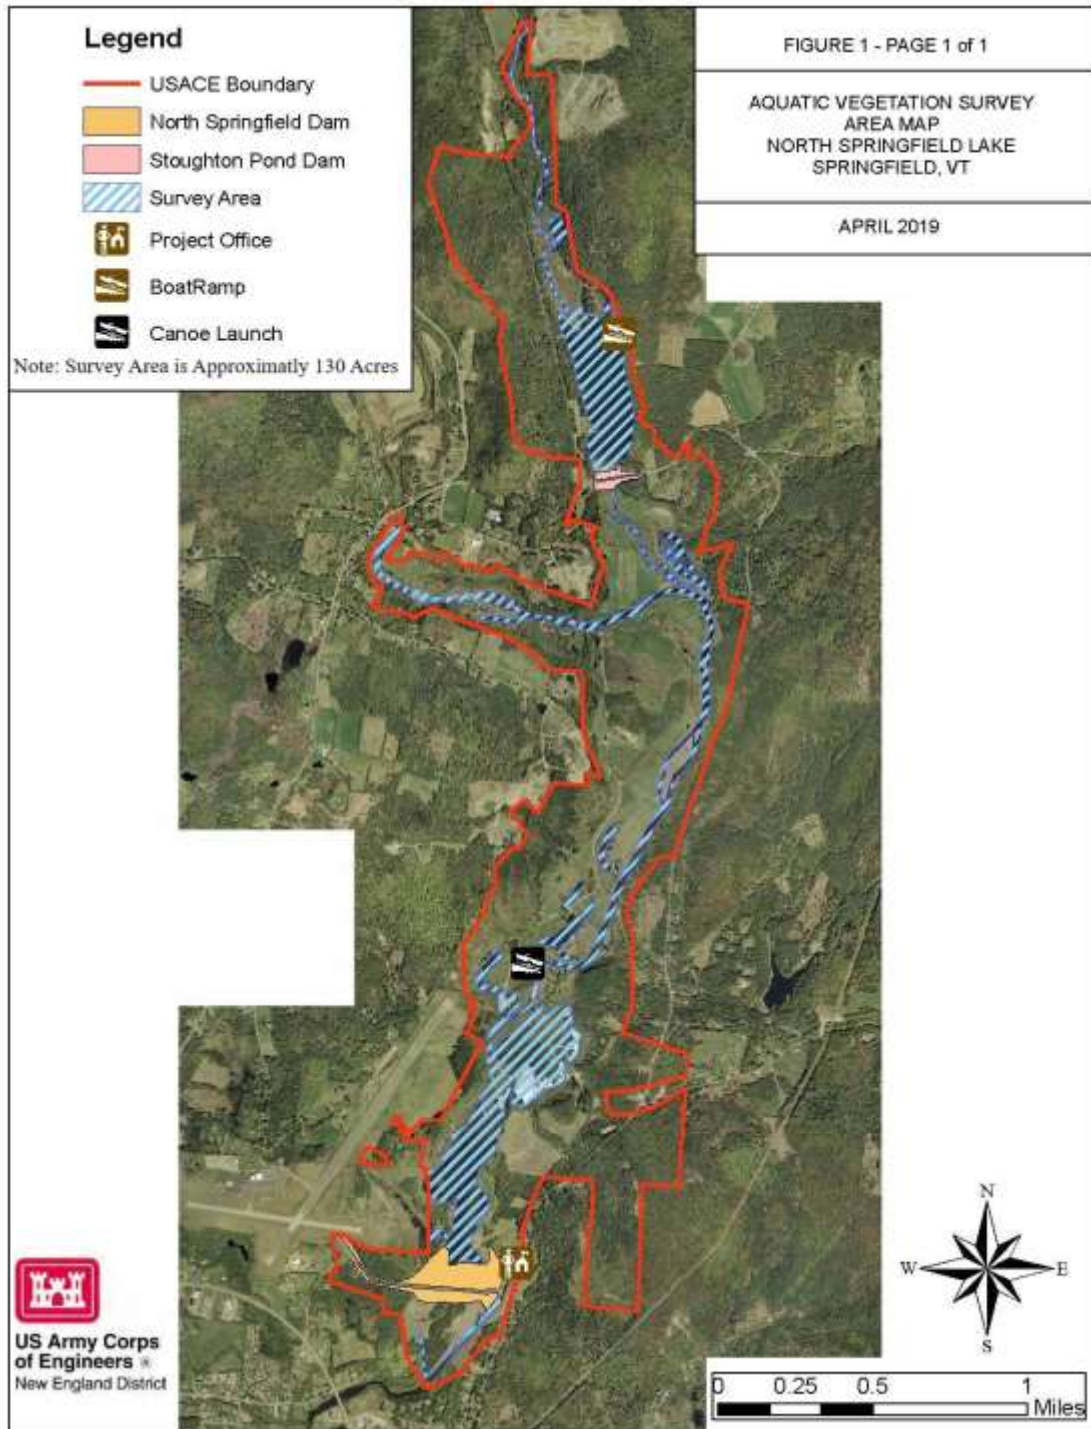 Legend
USACE Boundary
North Springfield Dam
Stoughton Pond Dam
Survey Area
Project Office
BoatRamp
Canoe Launch
Note: Survey Area is Approximatly 130 Acres
FIGURE 1 - PAGE 1 of 1
AQUATIC VEGETATION SURVEY
AREA MAP
NORTH SPRINGFIELD LAKE
SPRINGFIELD, VT
APRIL 2019
N
W E
S
US Army Corps
of Engineers ®
New England District
0 0.25 0.5 1
Miles